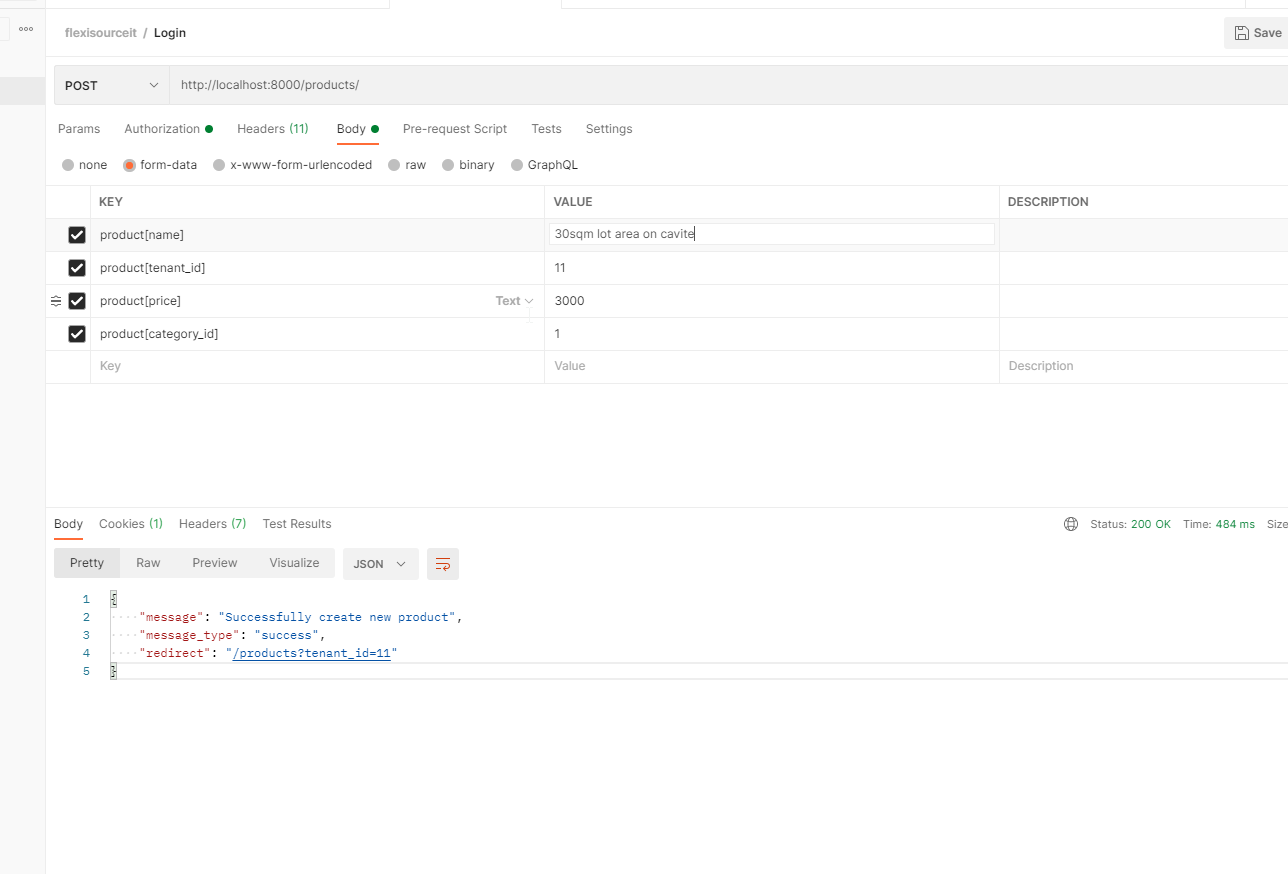 flexisourceit / Login
Save
POST http://localhost:8000/products/
Params Authorization Headers (11) Body Pre-request Script Tests Settings
none form-data x-www-form-urlencoded raw binary GraphQL
KEY VALUE DESCRIPTION
product[name] 30sqm lot area on cavite
product[tenant_id] 11
product[price] Text 3000
product[category_id] 1
Key Value Description
Body Cookies (1) Headers (7) Test Results Status: 200 OK Time: 484 ms Size
Pretty Raw Preview Visualize JSON
1 {
2 "message": "Successfully create new product",
3 "message_type": "success",
4 "redirect": "/products?tenant_id=11"
5 }